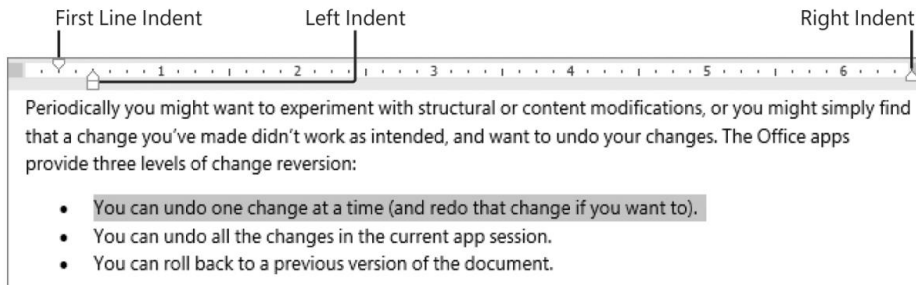 First Line Indent Left Indent Right Indent
1 2 3 4 5 6
Periodically you might want to experiment with structural or content modifications, or you might simply find
that a change you've made didn't work as intended, and want to undo your changes. The Office apps
provide three levels of change reversion:
• You can undo one change at a time (and redo that change if you want to).
• You can undo all the changes in the current app session.
• You can roll back to a previous version of the document.